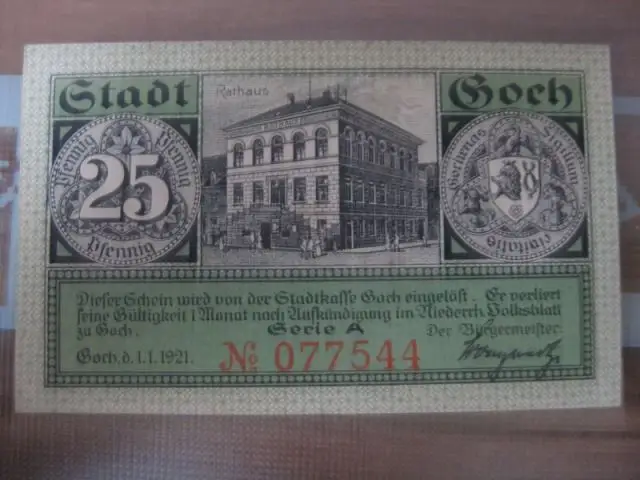 Stadt
Goch
Rathaus
Pfennig Pfennig
25
Pfennig
Civitatis
Dieser Schein wird von der Stadtkasse Goch eingelöst. Er verliert
seine Gültigkeit 1 Monat nach Aufkündigung im Niederrh. Volksblatt
zu Goch.
Serie A
Der Bürgermeister:
Goch, d. 1.1.1921.
No 077544